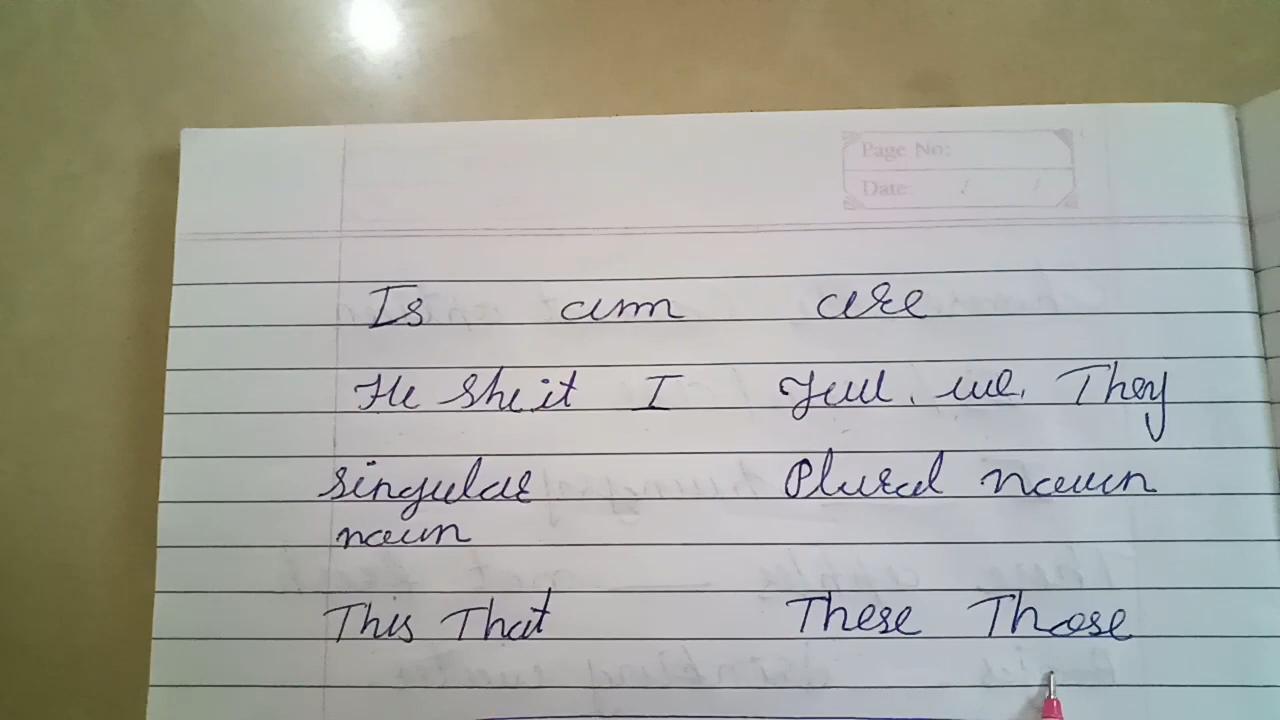 Page No:
Date: / /
Is am are
He She it I You, we, They
singular Plural noun
noun
This That These Those